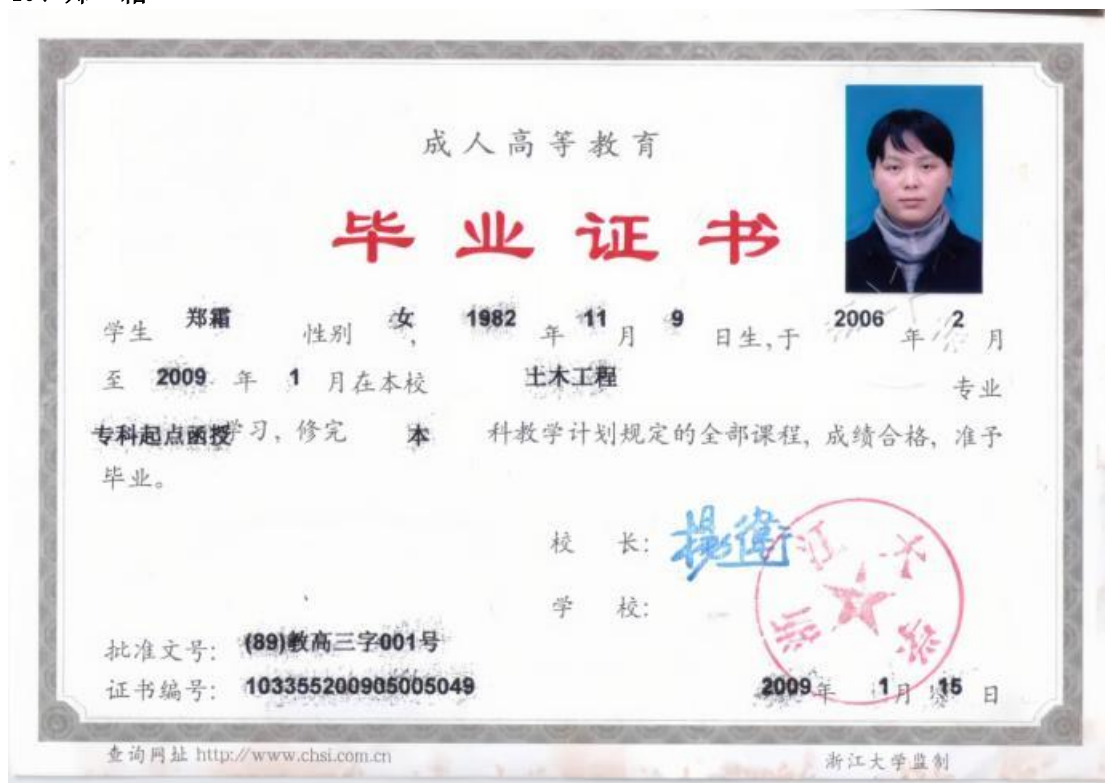 成人高等教育
毕业证书
学生 郑霜 性别 女, 1982 年 11 月 9 日生,于 2006 年 2 月
至 2009 年 1 月在本校 土木工程 专业
专科起点函授学习, 修完 本 科教学计划规定的全部课程, 成绩合格, 准予
毕业。
校 长:
学 校:
浙江大学
批准文号: (89)教高三字001号
证书编号: 103355200905005049
2009 年 1 月 15 日
查询网址 http://www.chsi.com.cn
浙江大学监制